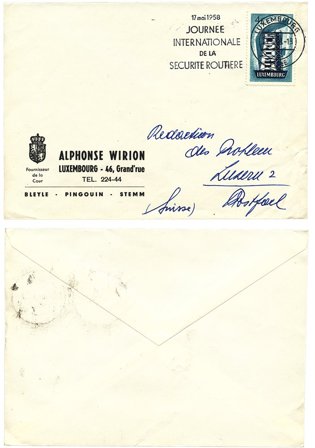 17 mai 1958
JOURNEE
INTERNATIONALE
DE LA
SECURITE ROUTIERE
LUXEMBOURG
LUXEMBOURG
Fournisseur
de la
Cour
ALPHONSE WIRION
LUXEMBOURG - 46, Grand'rue
TEL. 224-44
BLEYLE - PINGOUIN - STEMM
Redaction
des Problem
Luzern 2
(Suisse) Postfach